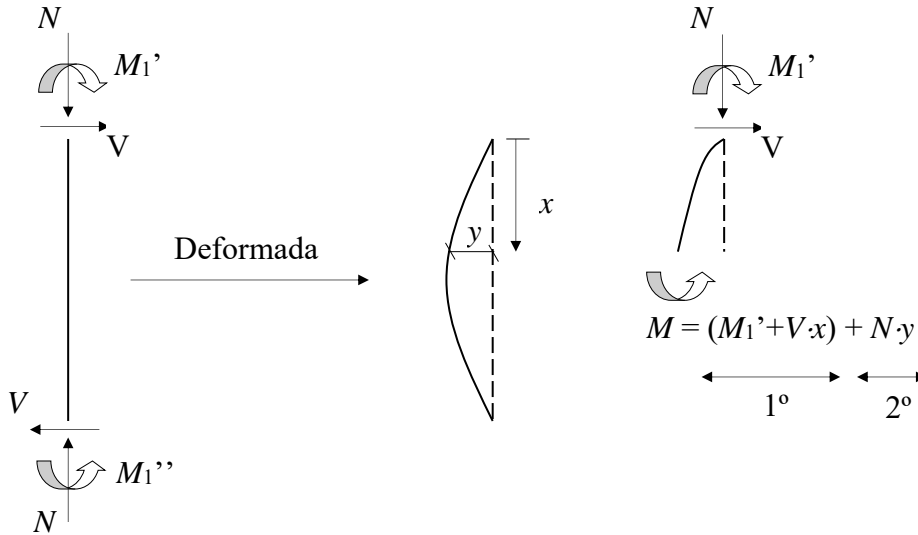 N
M₁’
V
Deformada
V
M₁’’
N
x
y
N
M₁’
V
M = (M₁’+V·x) + N·y
1º
2º